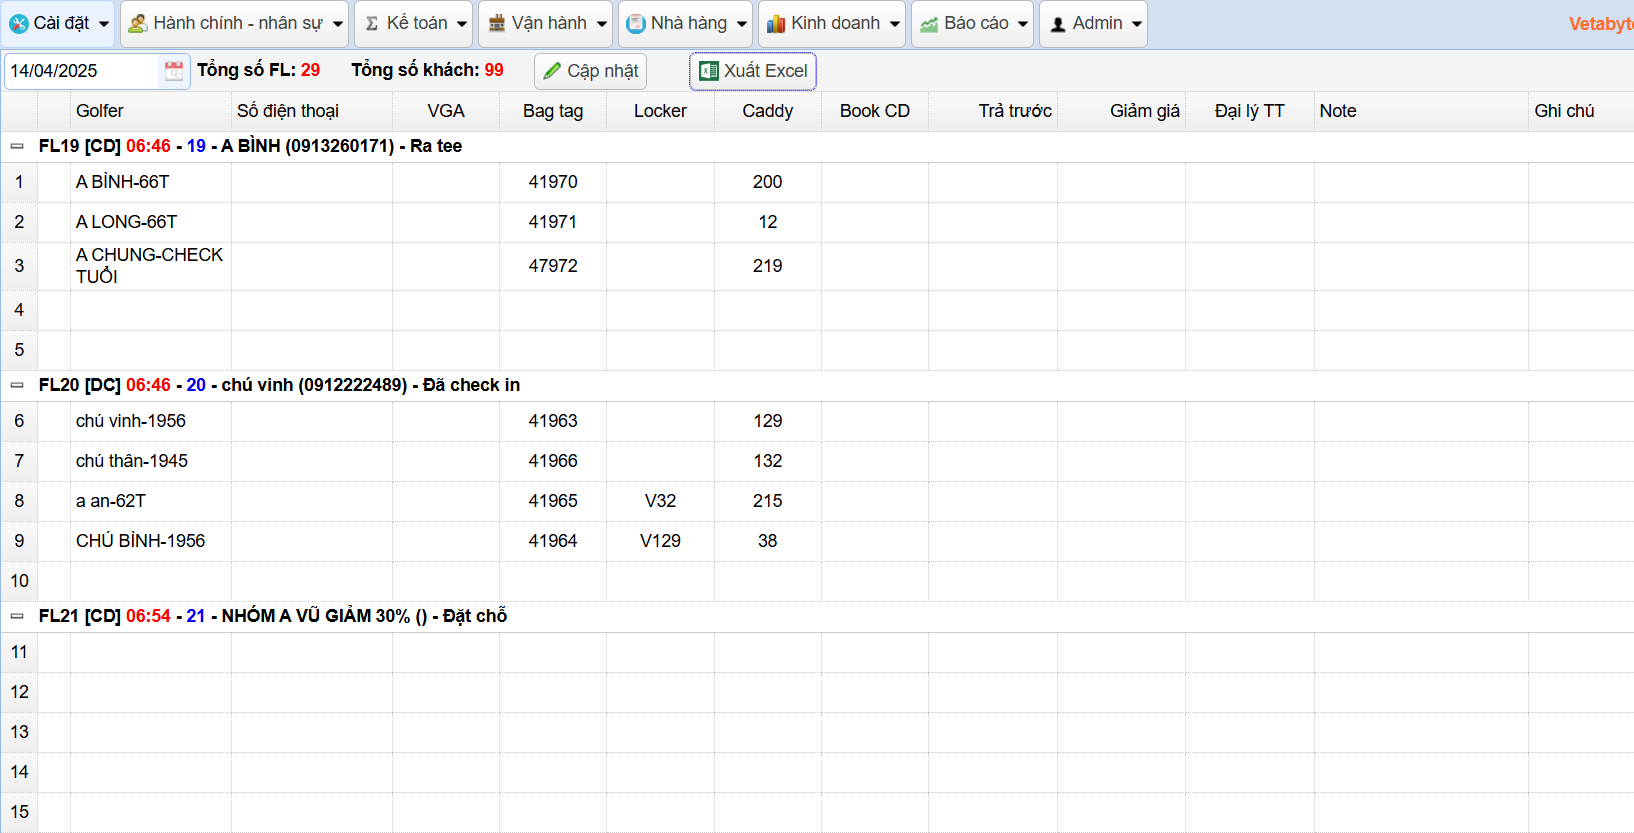 Cài đặt Hành chính - nhân sự Kế toán Vận hành Nhà hàng Kinh doanh Báo cáo Admin
14/04/2025 Tổng số FL: 29 Tổng số khách: 99 Cập nhật Xuất Excel
Golfer Số điện thoại VGA Bag tag Locker Caddy Book CD Trả trước Giảm giá Đại lý TT Note Ghi chú
FL19 [CD] 06:46 - 19 - A BÌNH (0913260171) - Ra tee
1 A BÌNH-66T 41970 200
2 A LONG-66T 41971 12
3 A CHUNG-CHECK TUỔI 47972 219
4
5
FL20 [DC] 06:46 - 20 - chú vinh (0912222489) - Đã check in
6 chú vinh-1956 41963 129
7 chú thân-1945 41966 132
8 a an-62T 41965 V32 215
9 CHÚ BÌNH-1956 41964 V129 38
10
FL21 [CD] 06:54 - 21 - NHÓM A VŨ GIẢM 30% () - Đặt chỗ
11
12
13
14
15